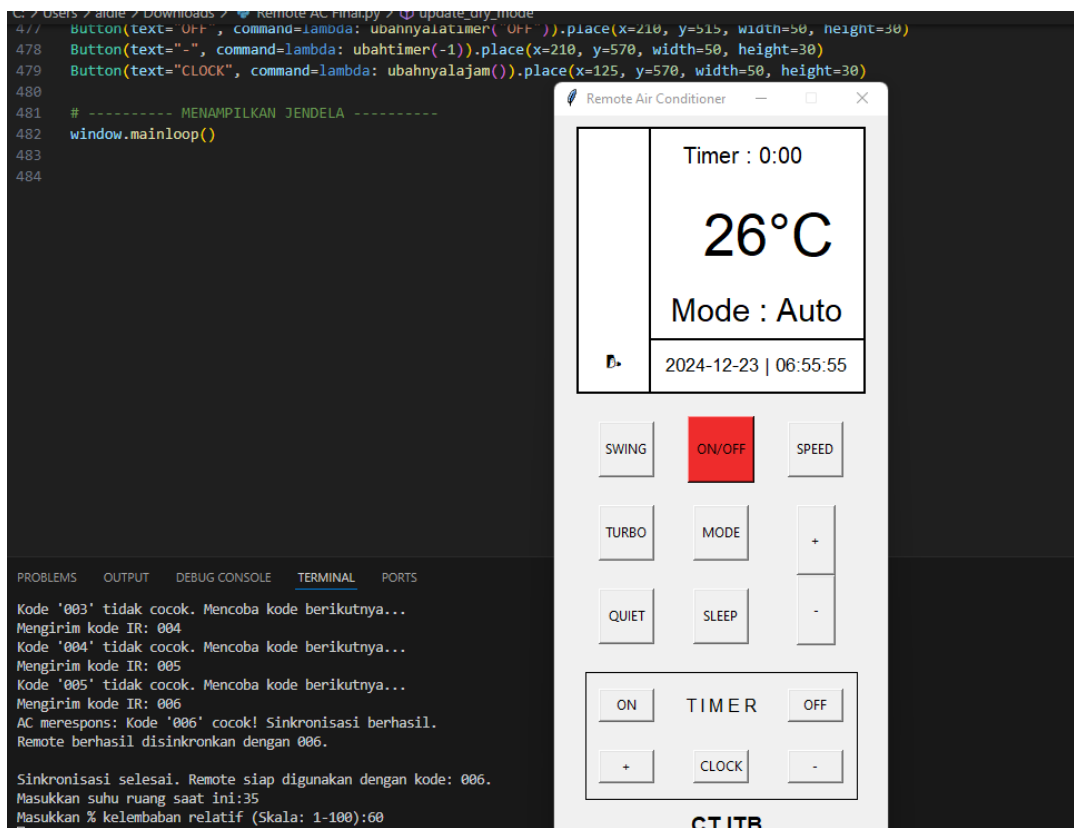 C: > Users > aldie > Downloads > Remote AC Final.py > update_dry_mode
477 Button(text="OFF", command=lambda: ubahnyalatimer("OFF")).place(x=210, y=515, width=50, height=30)
478 Button(text="-", command=lambda: ubahtimer(-1)).place(x=210, y=570, width=50, height=30)
479 Button(text="CLOCK", command=lambda: ubahnyalajam()).place(x=125, y=570, width=50, height=30)
480
481 # ---------- MENAMPILKAN JENDELA ----------
482 window.mainloop()
483
484
Remote Air Conditioner
Timer : 0:00
26°C
Mode : Auto
2024-12-23 | 06:55:55
SWING ON/OFF SPEED
TURBO MODE +
QUIET SLEEP -
ON TIMER OFF
+ CLOCK -
CT ITB
PROBLEMS OUTPUT DEBUG CONSOLE TERMINAL PORTS
Kode '003' tidak cocok. Mencoba kode berikutnya...
Mengirim kode IR: 004
Kode '004' tidak cocok. Mencoba kode berikutnya...
Mengirim kode IR: 005
Kode '005' tidak cocok. Mencoba kode berikutnya...
Mengirim kode IR: 006
AC merespons: Kode '006' cocok! Sinkronisasi berhasil.
Remote berhasil disinkronkan dengan 006.
Sinkronisasi selesai. Remote siap digunakan dengan kode: 006.
Masukkan suhu ruang saat ini:35
Masukkan % kelembaban relatif (Skala: 1-100):60